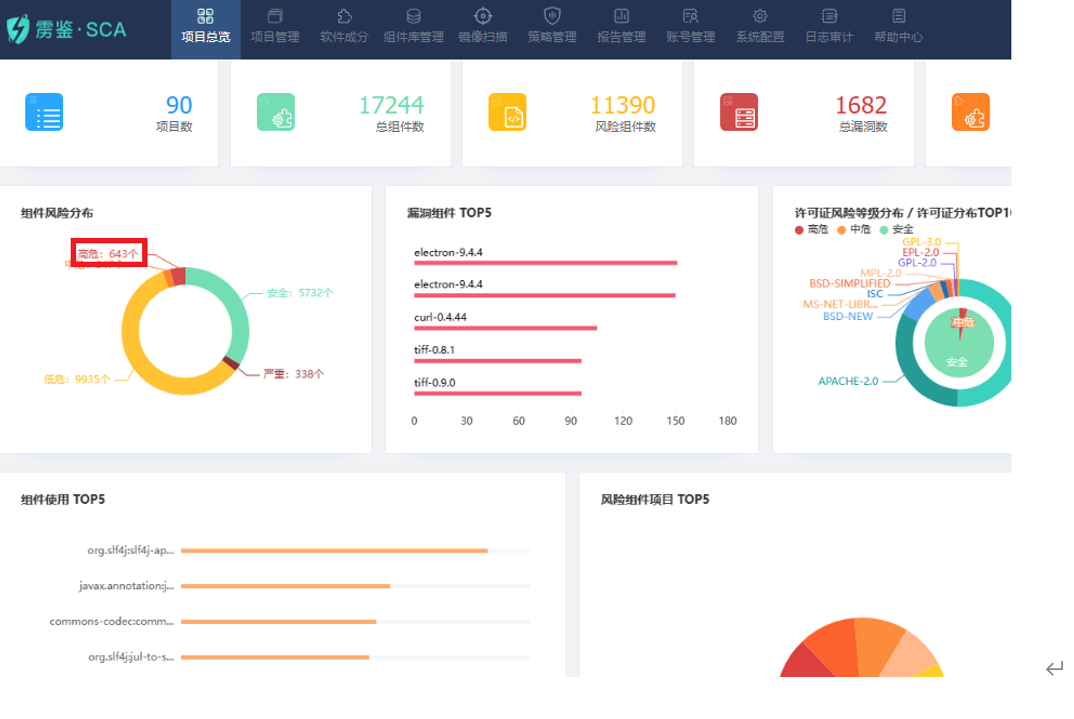 雳鉴·SCA
项目总览 项目管理 软件成分 组件库管理 镜像扫描 策略管理 报告管理 账号管理 系统配置 日志审计 帮助中心
90
项目数
17244
总组件数
11390
风险组件数
1682
总漏洞数
组件风险分布
高危: 643个
安全: 5732个
严重: 338个
低危: 9935个
漏洞组件 TOP5
electron-9.4.4
electron-9.4.4
curl-0.4.44
tiff-0.8.1
tiff-0.9.0
0 30 60 90 120 150 180
许可证风险等级分布 / 许可证分布TOP10
高危 中危 安全
GPL-3.0
EPL-2.0
GPL-2.0
MPL-2.0
BSD-SIMPLIFIED
ISC
MS-NET-LIBR...
BSD-NEW
中危
安全
APACHE-2.0
组件使用 TOP5
org.slf4j:slf4j-ap...
javax.annotation:j...
commons-codec:comm...
org.slf4j:jul-to-s...
风险组件项目 TOP5